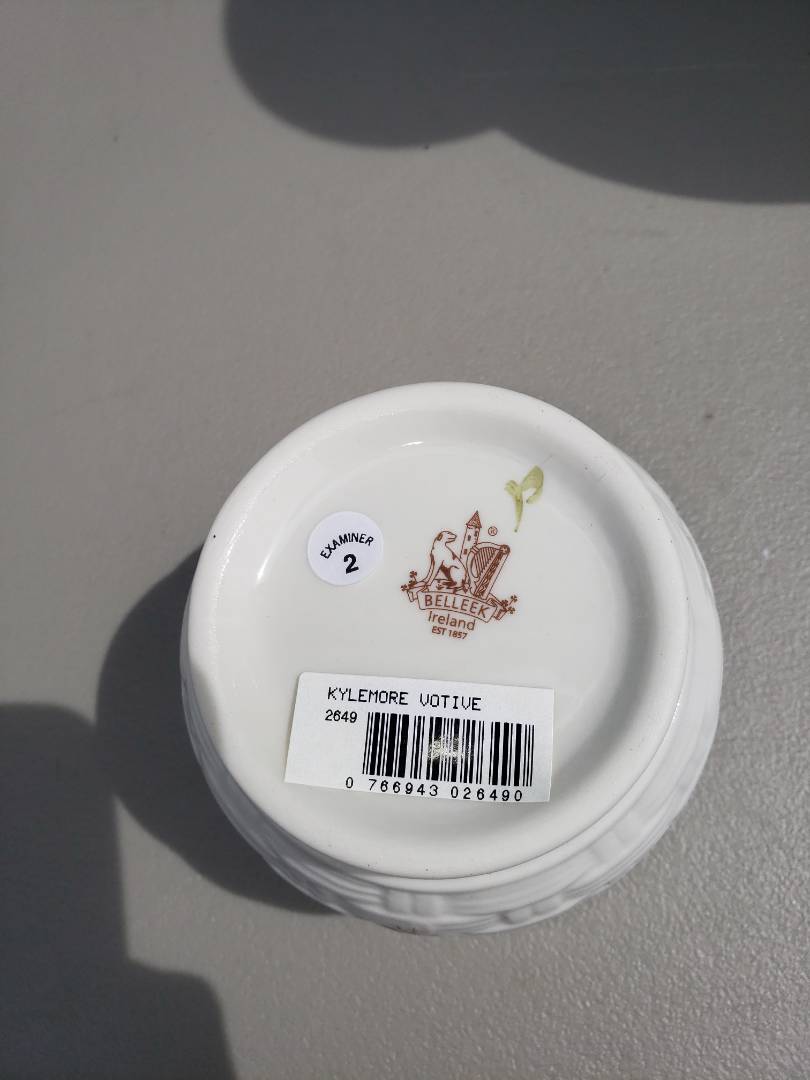 EXAMINER
2
®
BELLEEK
Ireland
EST 1857
KYLEMORE VOTIVE
2649
0 766943 026490